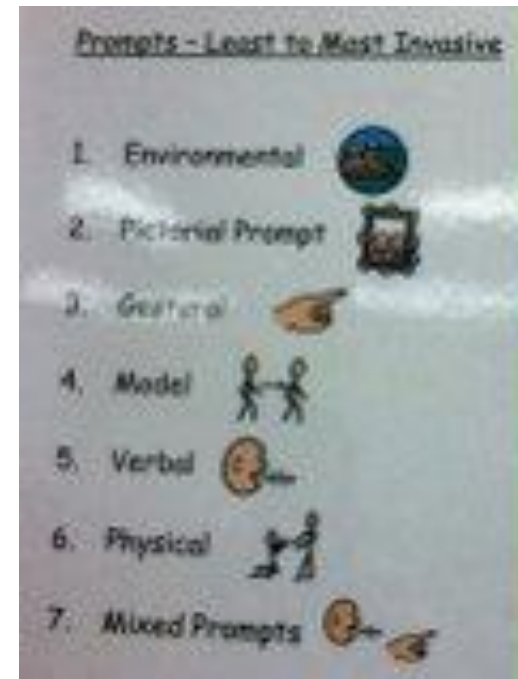 Prompts - Least to Most Invasive
1. Environmental
2. Pictorial Prompt
3. Gestural
4. Model
5. Verbal
6. Physical
7. Mixed Prompts